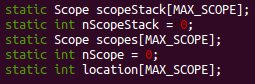 static Scope scopeStack[MAX_SCOPE];
static int nScopeStack = 0;
static Scope scopes[MAX_SCOPE];
static int nScope = 0;
static int location[MAX_SCOPE];